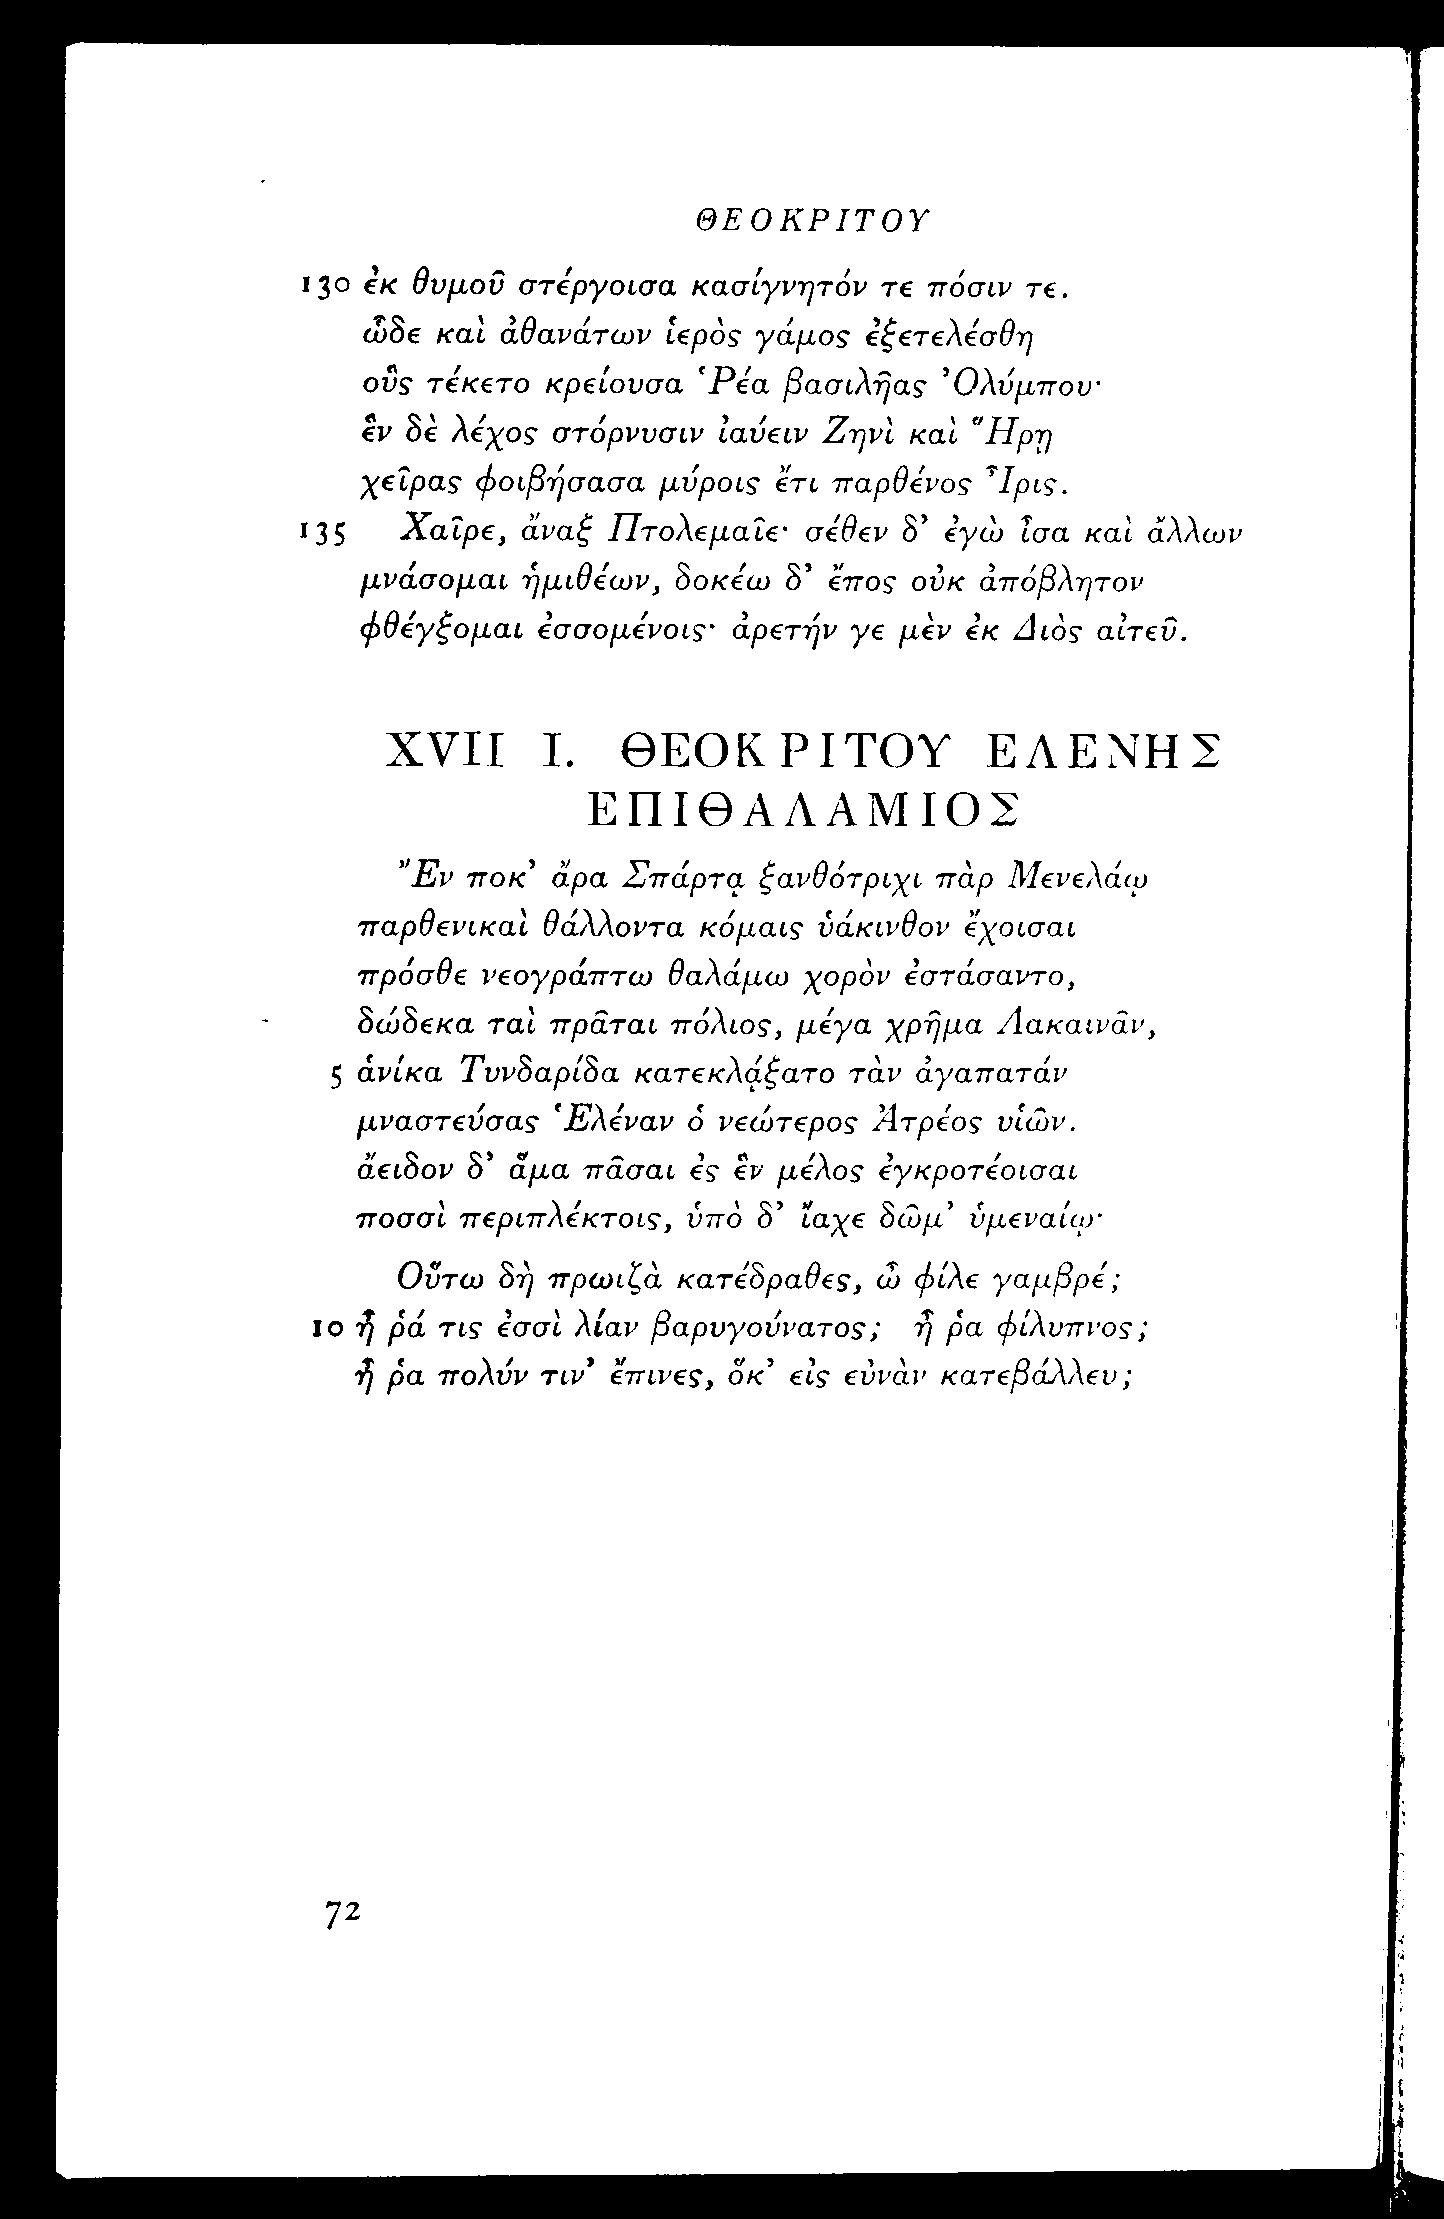 ΘΕΟΚΡΙΤΟΥ
130 ἐκ θυμοῦ στέργοισα κασίγνητόν τε πόσιν τε.
ὧδε καὶ ἀθανάτων ἱερὸς γάμος ἐξετελέσθη
οὓς τέκετο κρείουσα Ῥέα βασιλῆας Ὀλύμπου·
ἓν δὲ λέχος στόρνυσιν ἰαύειν Ζηνὶ καὶ Ἥρῃ
χεῖρας φοιβήσασα μύροις ἔτι παρθένος Ἶρις.
135 Χαῖρε, ἄναξ Πτολεμαῖε· σέθεν δ’ ἐγὼ ἶσα καὶ ἄλλων
μνάσομαι ἡμιθέων, δοκέω δ’ ἔπος οὐκ ἀπόβλητον
φθέγξομαι ἐσσομένοις· ἀρετήν γε μὲν ἐκ Διὸς αἰτεῦ.
XVIII. ΘΕΟΚΡΙΤΟΥ ΕΛΕΝΗΣ
ΕΠΙΘΑΛΑΜΙΟΣ
Ἔν ποκ’ ἄρα Σπάρτᾳ ξανθότριχι πὰρ Μενελάῳ
παρθενικαὶ θάλλοντα κόμαις ὑάκινθον ἔχοισαι
πρόσθε νεογράπτω θαλάμω χορὸν ἐστάσαντο,
δώδεκα ταὶ πρᾶται πόλιος, μέγα χρῆμα Λακαινᾶν,
5 ἁνίκα Τυνδαρίδα κατεκλᾴξατο τὰν ἀγαπατάν
μναστεύσας Ἑλέναν ὁ νεώτερος Ἀτρέος υἱῶν.
ἄειδον δ’ ἅμα πᾶσαι ἐς ἓν μέλος ἐγκροτέοισαι
ποσσὶ περιπλέκτοις, ὑπὸ δ’ ἴαχε δῶμ’ ὑμεναίῳ·
Οὕτω δὴ πρωιζὰ κατέδραθες, ὦ φίλε γαμβρέ;
10 ἦ ῥά τις ἐσσὶ λίαν βαρυγούνατος; ἦ ῥα φίλυπνος;
ἦ ῥα πολύν τιν’ ἔπινες, ὅκ’ εἰς εὐνὰν κατεβάλλευ;
72